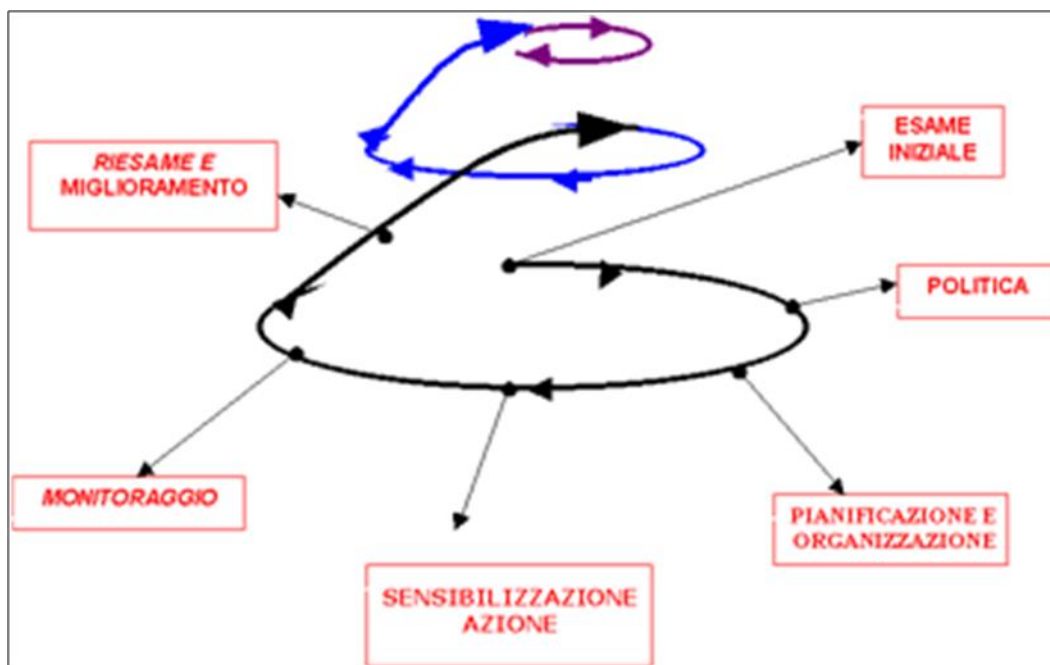 ESAME
INIZIALE
RIESAME E
MIGLIORAMENTO
POLITICA
MONITORAGGIO
PIANIFICAZIONE E
ORGANIZZAZIONE
SENSIBILIZZAZIONE
AZIONE